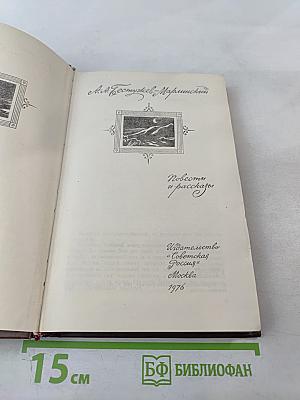 А.А. Бестужев-Марлинский
Повести
и рассказы
Издательство
«Советская
Россия»
Москва
1976
15 см
БФ БИБЛИОФАН